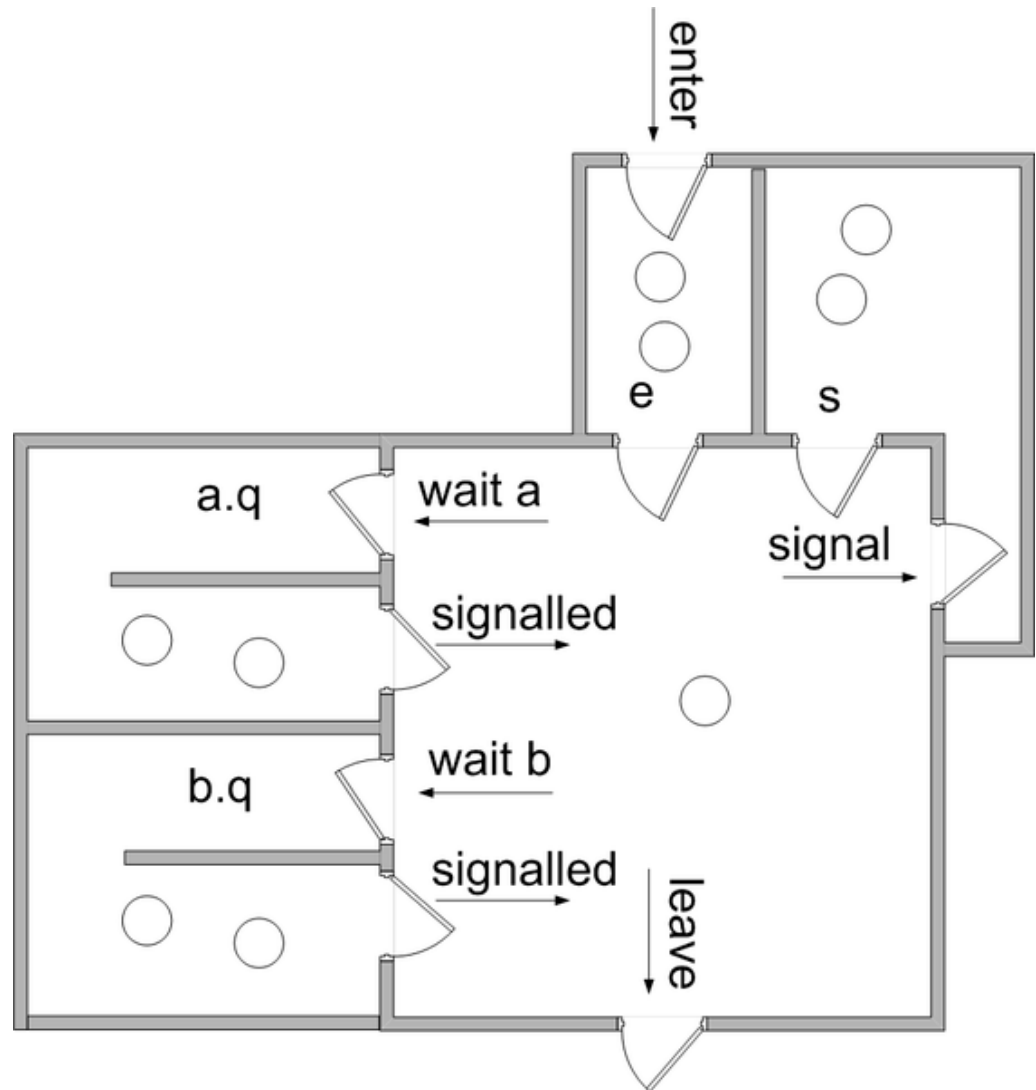 enter
e
s
a.q
wait a
signal
signalled
wait b
b.q
signalled
leave